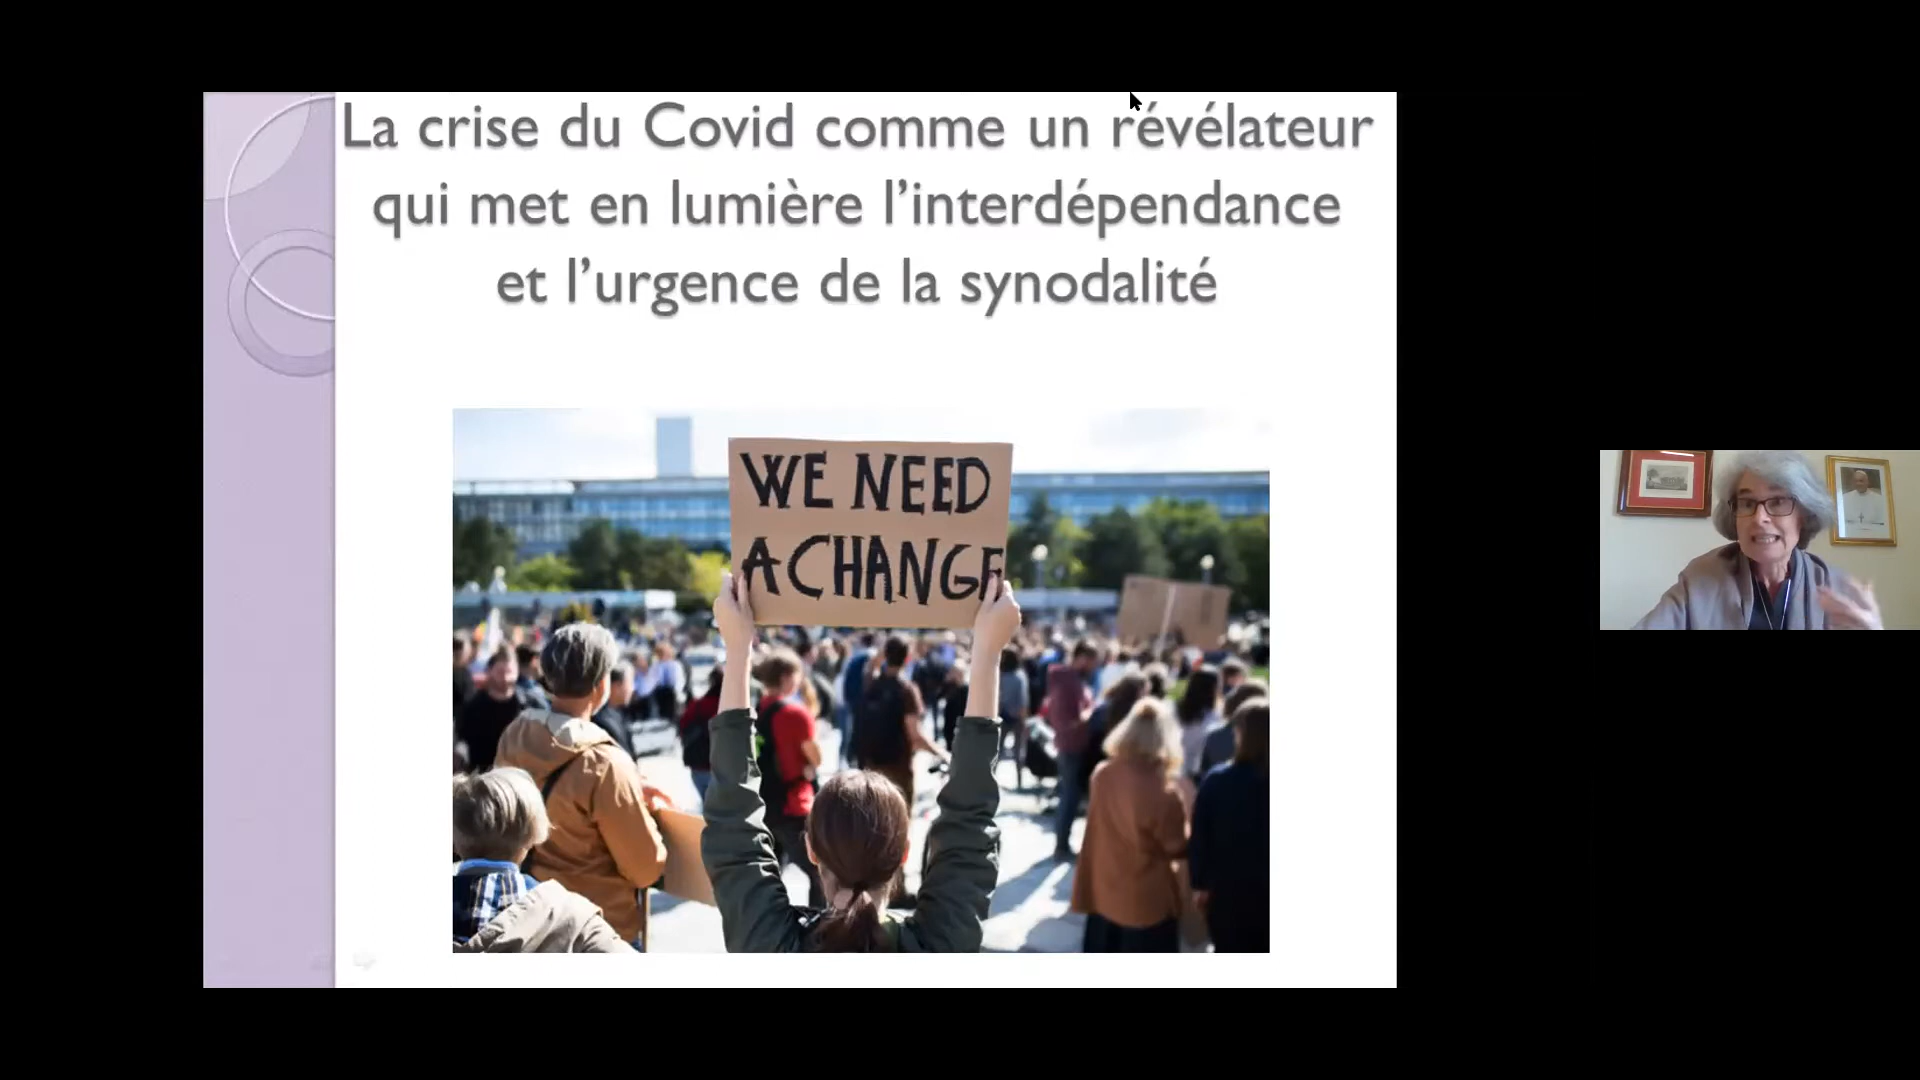 La crise du Covid comme un révélateur
qui met en lumière l’interdépendance
et l’urgence de la synodalité
WE NEED
A CHANGE